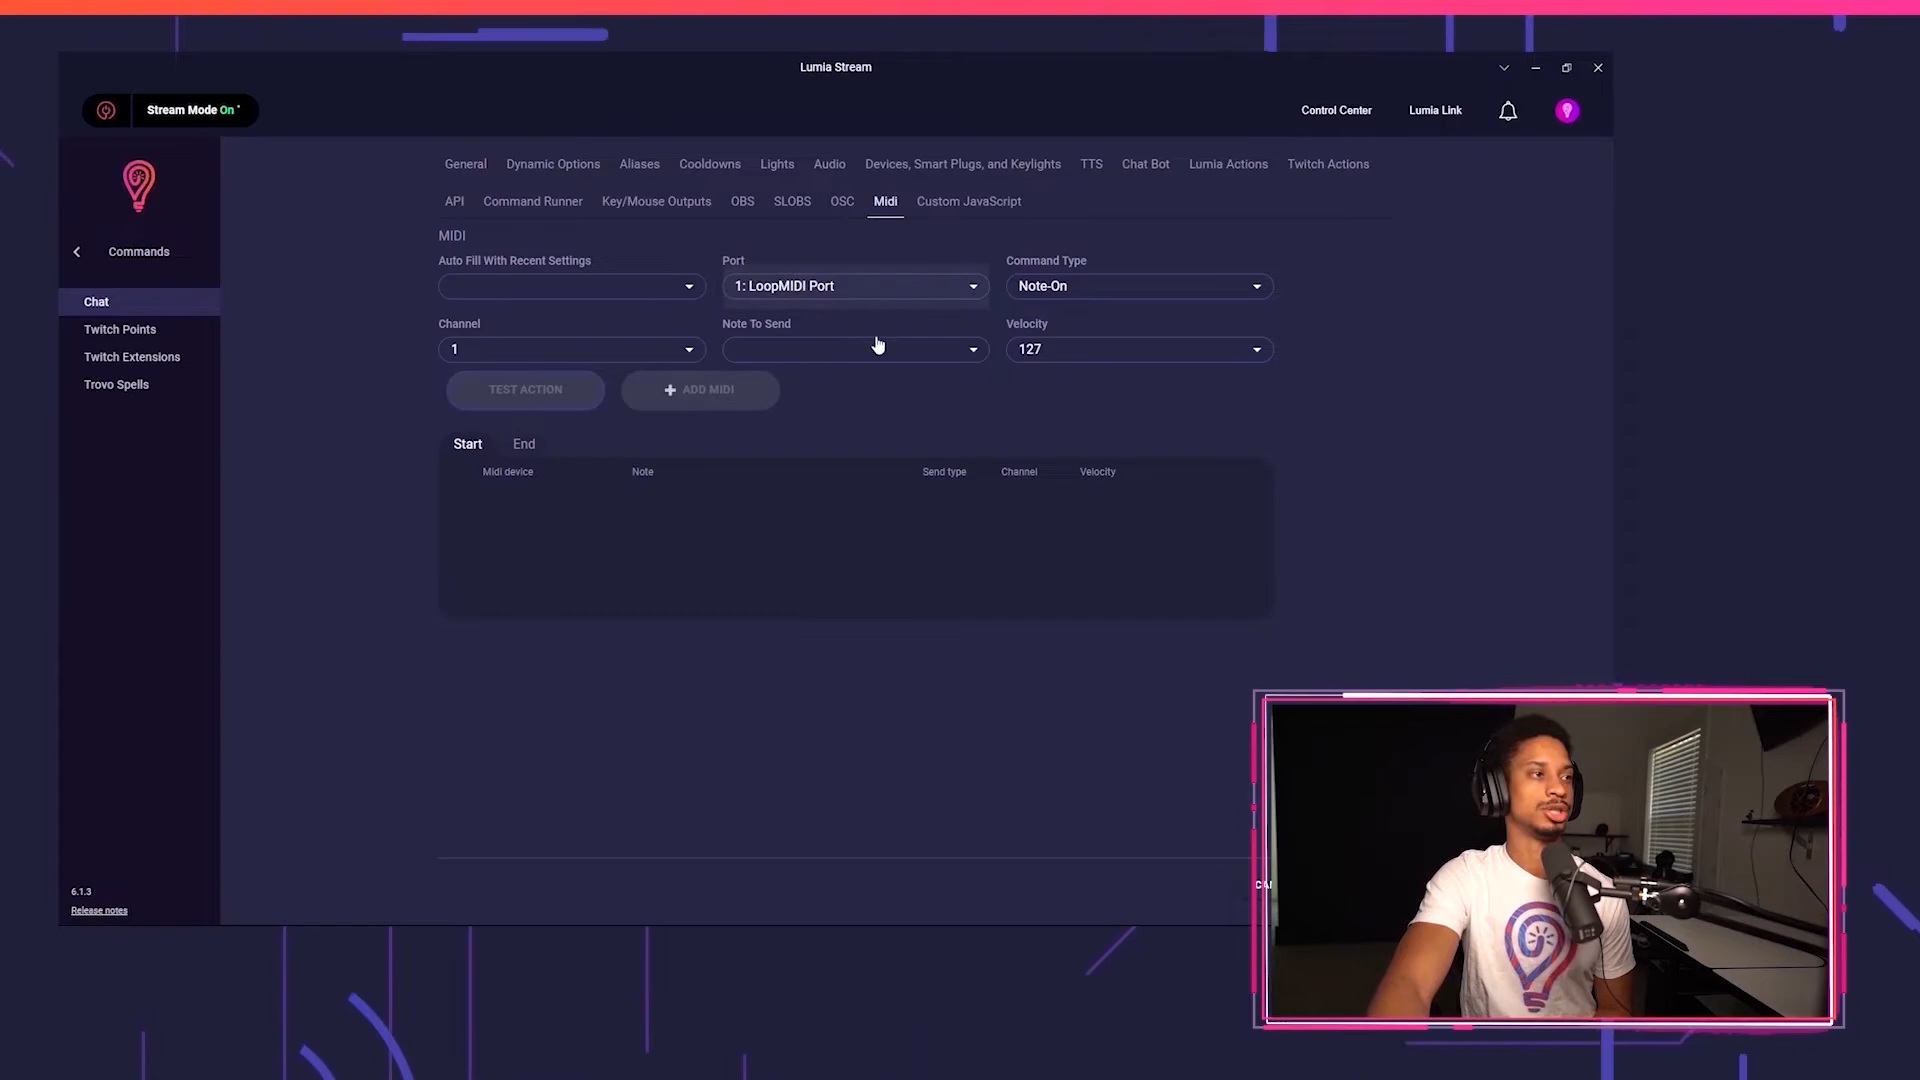 Lumia Stream
Stream Mode On
Control Center Lumia Link
General Dynamic Options Aliases Cooldowns Lights Audio Devices, Smart Plugs, and Keylights TTS Chat Bot Lumia Actions Twitch Actions
API Command Runner Key/Mouse Outputs OBS SLOBS OSC Midi Custom JavaScript
Commands
Chat
Twitch Points
Twitch Extensions
Trovo Spells
MIDI
Auto Fill With Recent Settings Port Command Type
1: LoopMIDI Port Note-On
Channel Note To Send Velocity
1 127
TEST ACTION ADD MIDI
Start End
Midi device Note Send type Channel Velocity
6.1.3
Release notes